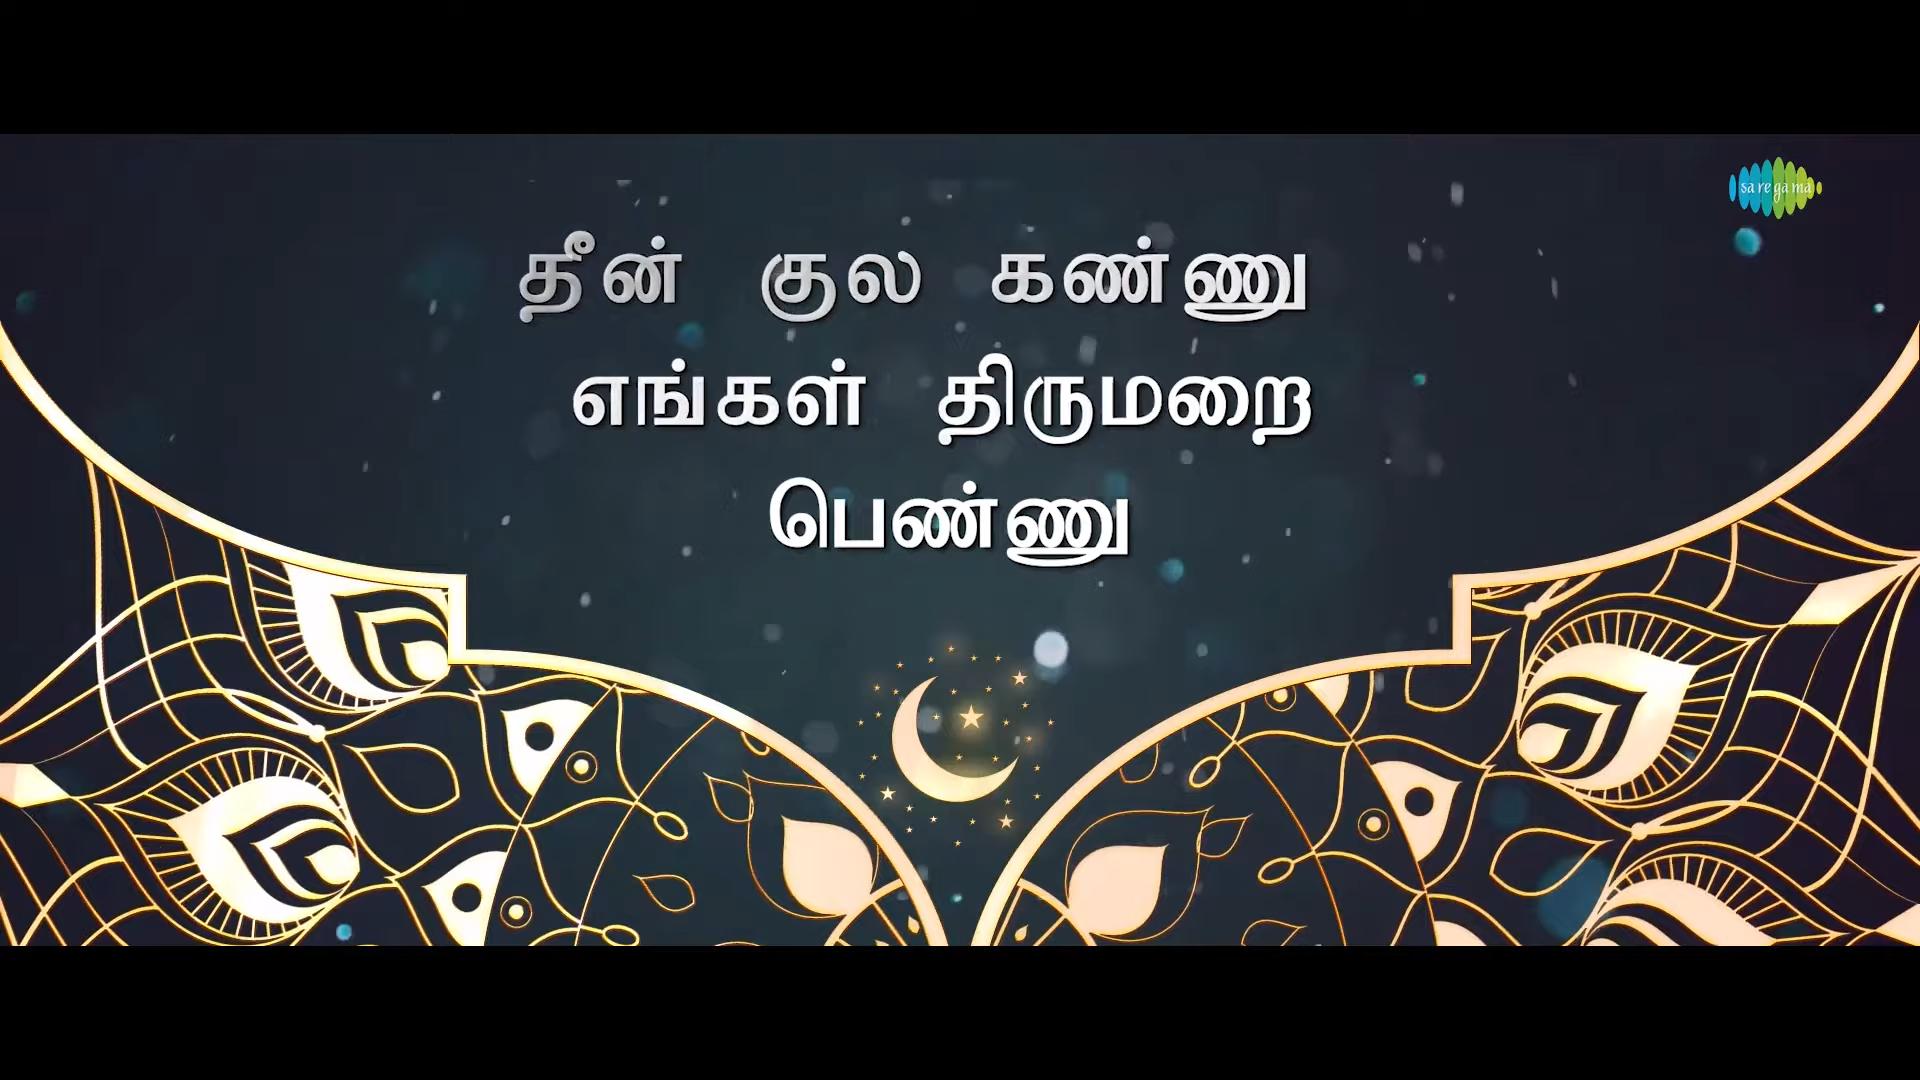 saregama
தீன் குல கண்ணு
எங்கள் திருமறை
பெண்ணு